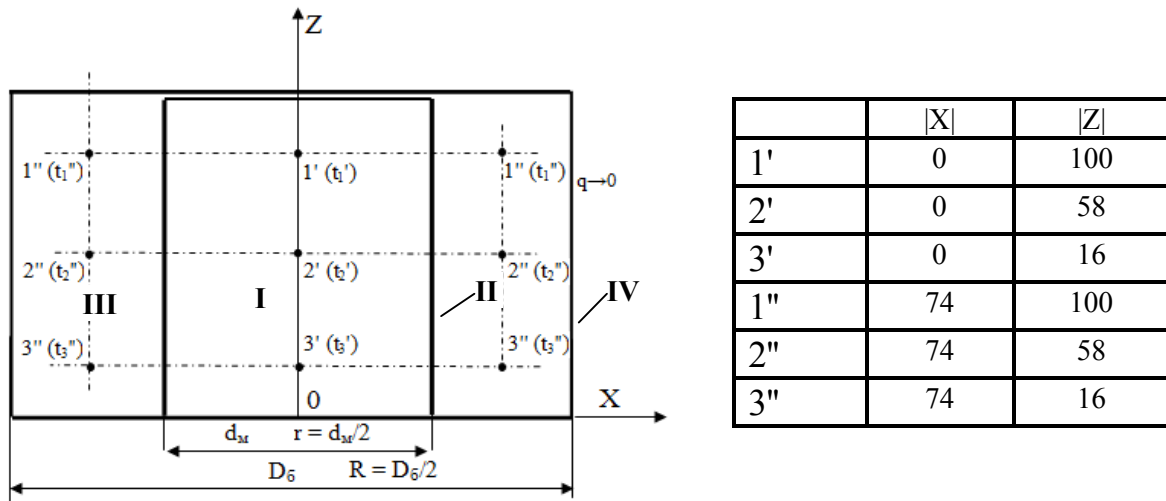 Z
1" (t₁") 1' (t₁') 1" (t₁")
q→0
2" (t₂") 2' (t₂') 2" (t₂")
III I II IV
3" (t₃") 3' (t₃') 3" (t₃")
0 X
dм r = dм/2
Dб R = Dб/2
|X| |Z|
1' 0 100
2' 0 58
3' 0 16
1" 74 100
2" 74 58
3" 74 16